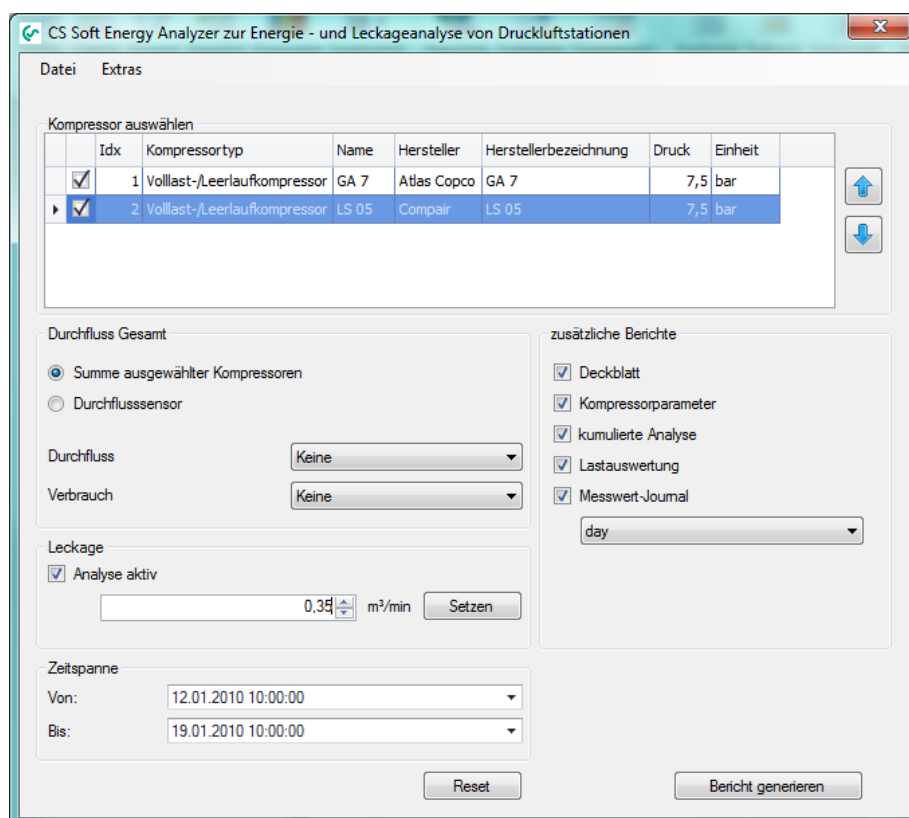 CS Soft Energy Analyzer zur Energie - und Leckageanalyse von Druckluftstationen
Datei Extras
Kompressor auswählen
Idx Kompressortyp Name Hersteller Herstellerbezeichnung Druck Einheit
1 Volllast-/Leerlaufkompressor GA 7 Atlas Copco GA 7 7,5 bar
2 Volllast-/Leerlaufkompressor LS 05 Compair LS 05 7,5 bar
Durchfluss Gesamt
Summe ausgewählter Kompressoren
Durchflusssensor
Durchfluss Keine
Verbrauch Keine
zusätzliche Berichte
Deckblatt
Kompressorparameter
kumulierte Analyse
Lastauswertung
Messwert-Journal
day
Leckage
Analyse aktiv
0,35 m³/min Setzen
Zeitspanne
Von: 12.01.2010 10:00:00
Bis: 19.01.2010 10:00:00
Reset Bericht generieren